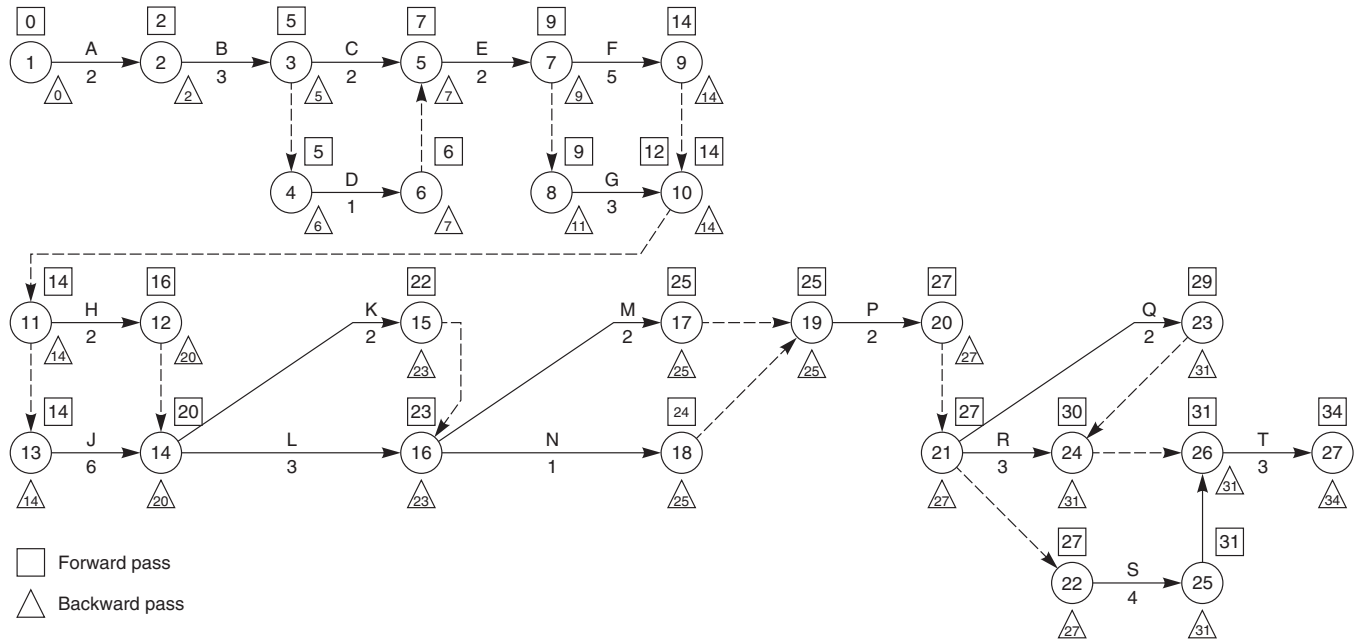 0 2 5 7 9 14
A B C E F
1 2 3 5 7 9
2 3 2 2 5
0 2 5 7 9 14
5 6 9 12 14
D G
4 6 8 10
1 3
6 7 11 14
14 16 22 25 25 27 29
H K M P Q
11 12 15 17 19 20 23
2 2 2 2 2
14 20 23 25 25 27 31
14 20 23 24 27 30 31 34
J L N R T
13 14 16 18 21 24 26 27
6 3 1 3 3
14 20 23 25 27 31 31 34
27 31
Forward pass
S
22 25
4
Backward pass
27 31